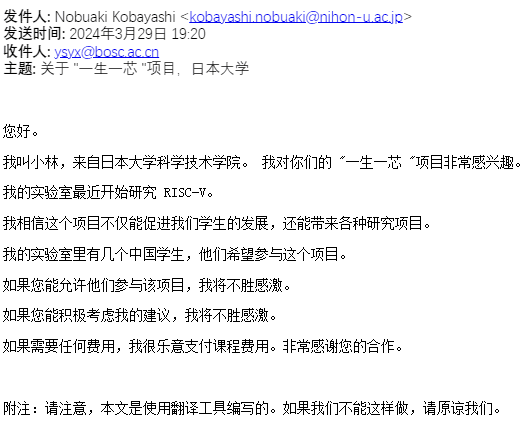 发件人: Nobuaki Kobayashi <kobayashi.nobuaki@nihon-u.ac.jp>
发送时间: 2024年3月29日 19:20
收件人: ysyx@bosc.ac.cn
主题: 关于 "一生一芯 "项目，日本大学
您好。
我叫小林，来自日本大学科学技术学院。 我对你们的 "一生一芯 "项目非常感兴趣。
我的实验室最近开始研究 RISC-V。
我相信这个项目不仅能促进我们学生的发展，还能带来各种研究项目。
我的实验室里有几个中国学生，他们希望参与这个项目。
如果您能允许他们参与该项目，我将不胜感激。
如果您能积极考虑我的建议，我将不胜感激。
如果需要任何费用，我很乐意支付课程费用。非常感谢您的合作。
附注：请注意，本文是使用翻译工具编写的。如果我们不能这样做，请原谅我们。